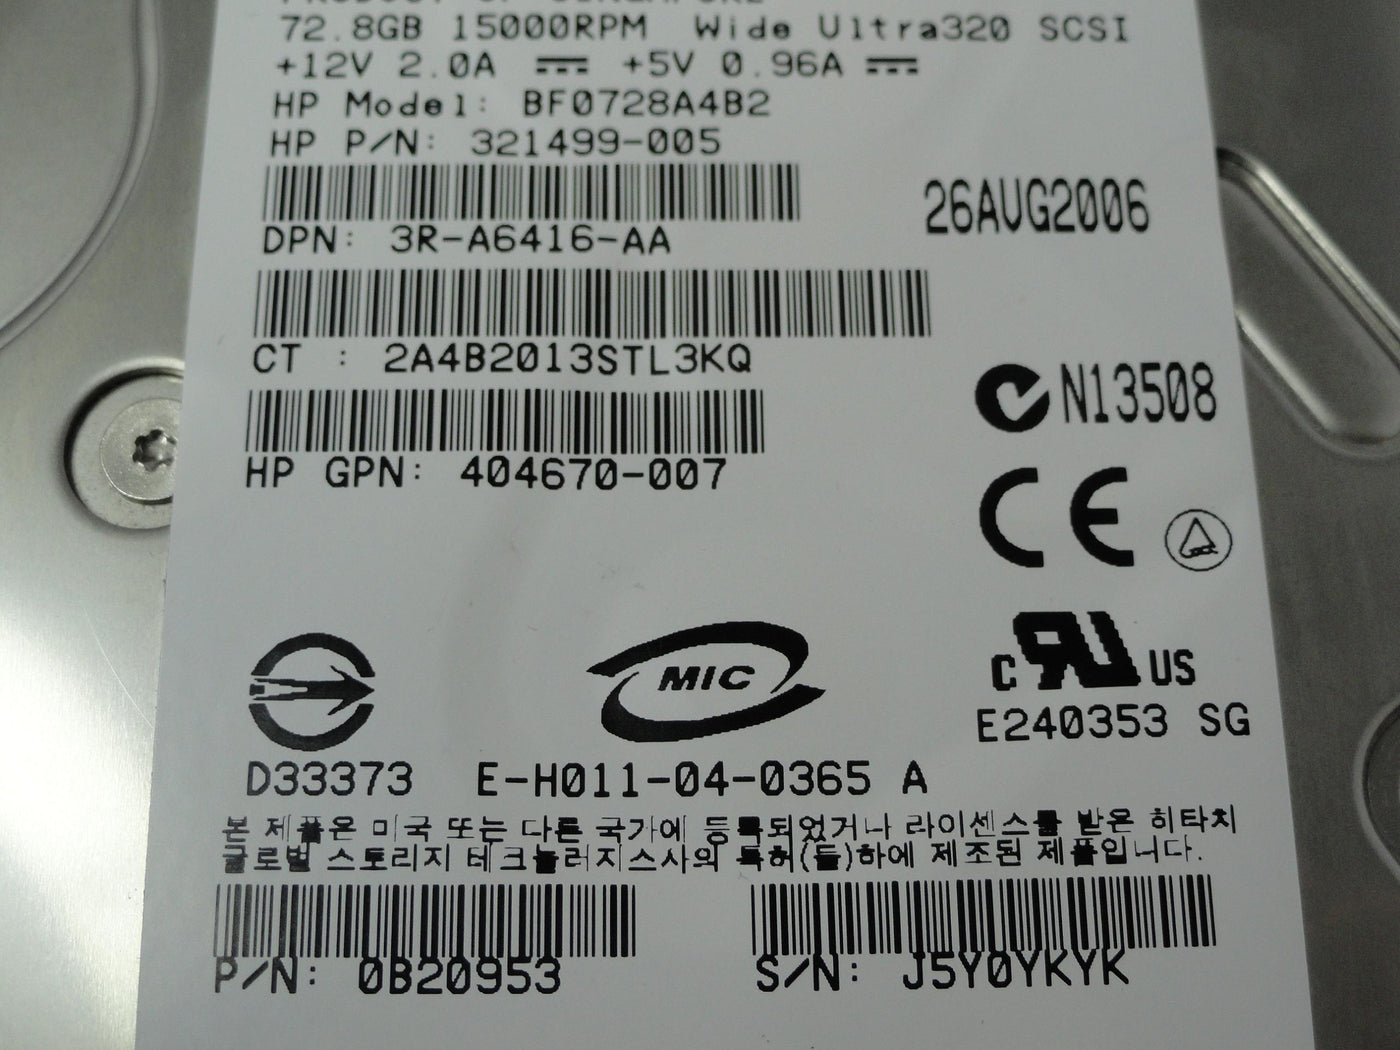 PRODUCT OF SINGAPORE
72.8GB 15000RPM Wide Ultra320 SCSI
+12V 2.0A +5V 0.96A
HP Model: BF0728A4B2
HP P/N: 321499-005
26AUG2006
DPN: 3R-A6416-AA
CT : 2A4B2013STL3KQ
N13508
HP GPN: 404670-007
CE
MIC
C RU US
E240353 SG
D33373 E-H011-04-0365 A
본 제품은 미국 또는 다른 국가에 등록되었거나 라이센스를 받은 히타치
글로벌 스토리지 테크놀러지스사의 특허(들)하에 제조된 제품입니다.
P/N: 0B20953 S/N: J5Y0YKYK